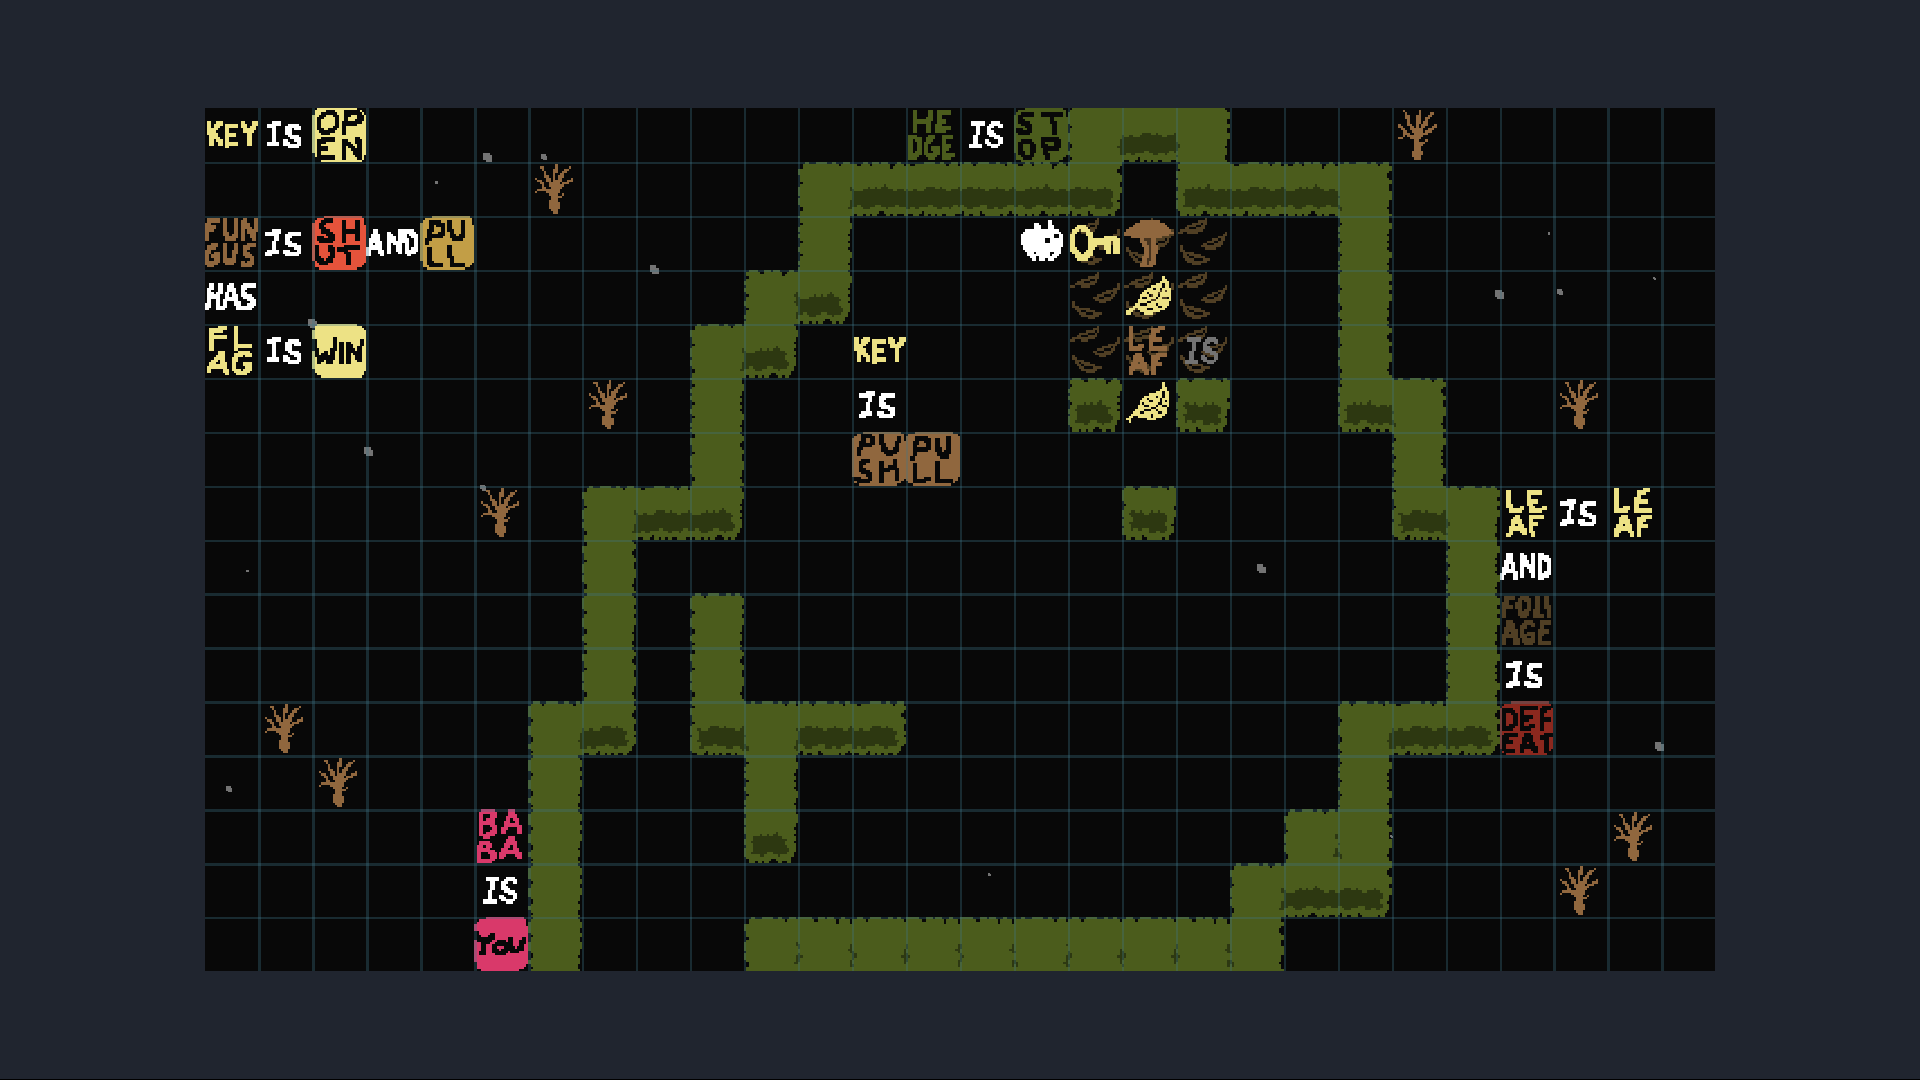 KEY IS OPEN
HEDGE IS STOP
FUNGUS IS SHUT AND PULL
HAS
FLAG IS WIN
KEY
LEAF IS
IS
PUSH PULL
LEAF IS LEAF
AND
FOLIAGE
IS
DEFEAT
BABA
IS
YOU